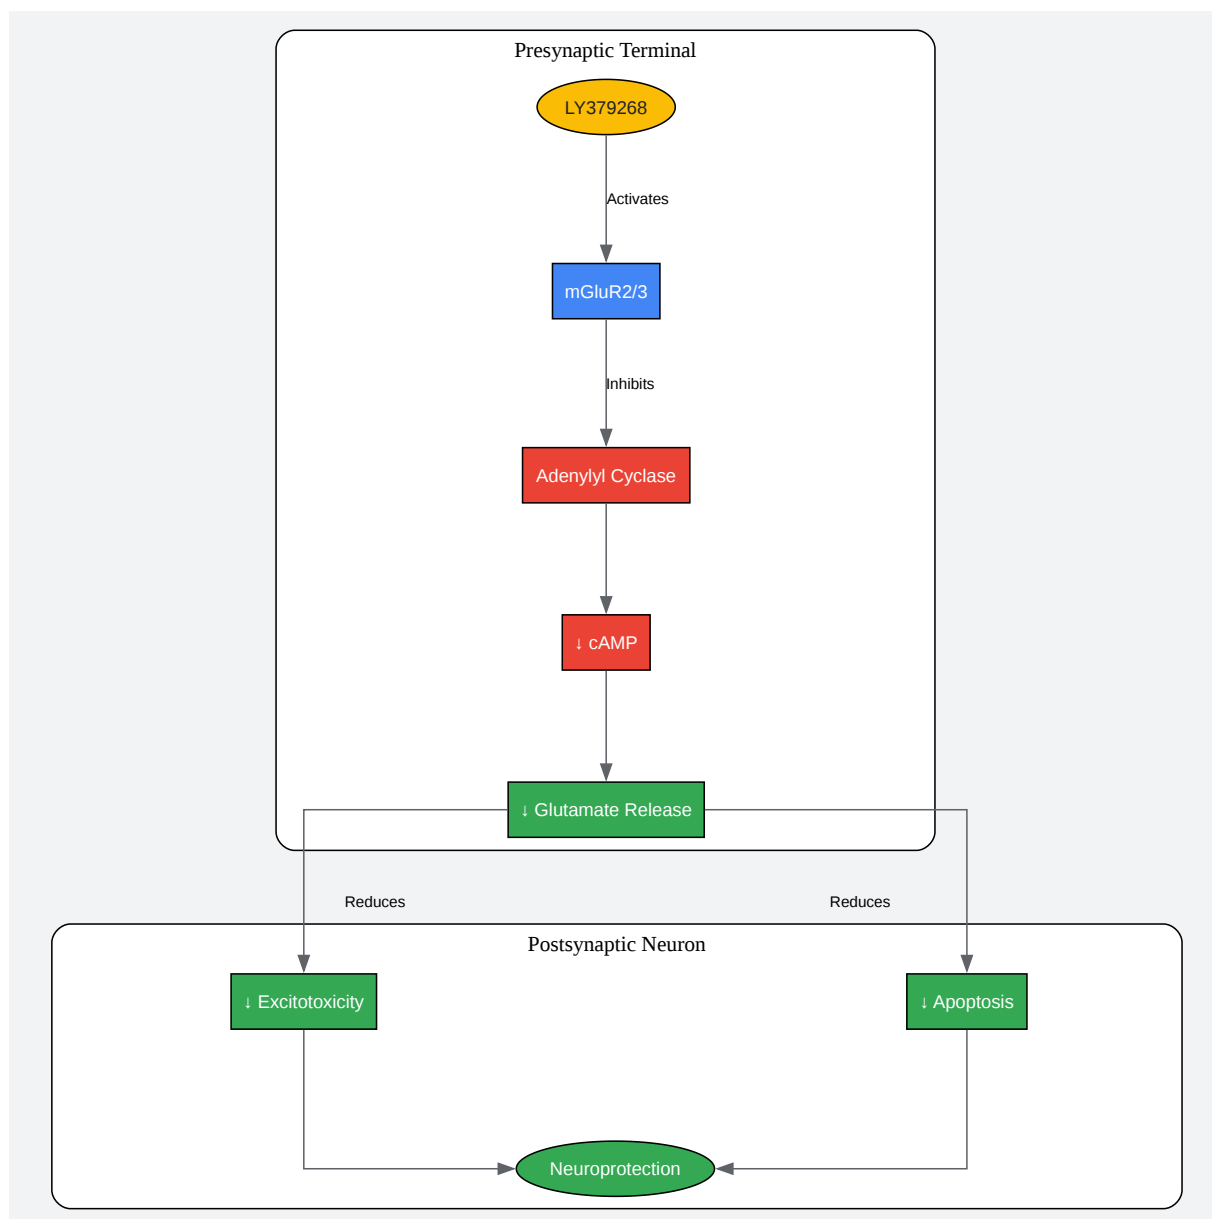 Presynaptic Terminal
LY379268
Activates
mGluR2/3
Inhibits
Adenylyl Cyclase
↓ cAMP
↓ Glutamate Release
Reduces
Reduces
Postsynaptic Neuron
↓ Excitotoxicity
↓ Apoptosis
Neuroprotection